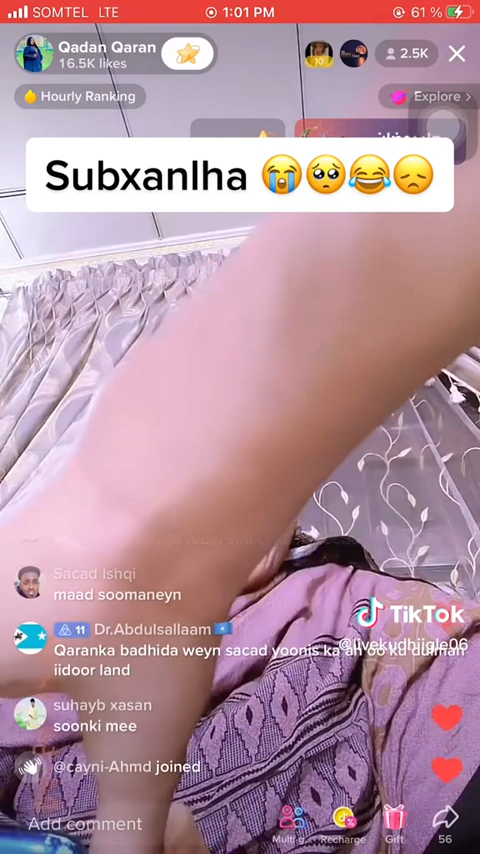 SOMTEL LTE 1:01 PM 61 %
Qadan Qaran
16.5K likes
10
2.5K
Hourly Ranking
Explore >
Subxanlha 😭🥺😂😞
Sacad Ishqi
maad soomaneyn
11 Dr.Abdulsallaam
Qaranka badhida weyn sacad yoonis ka ah oo ku dulman
iidoor land
TikTok
@livekudhiigle06
suhayb xasan
soonki mee
@cayni-Ahmd joined
Add comment
Recharge
Gift
56